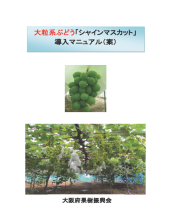 大粒系ぶどう「シャインマスカット」
導入マニュアル（案）
大阪府果樹振興会